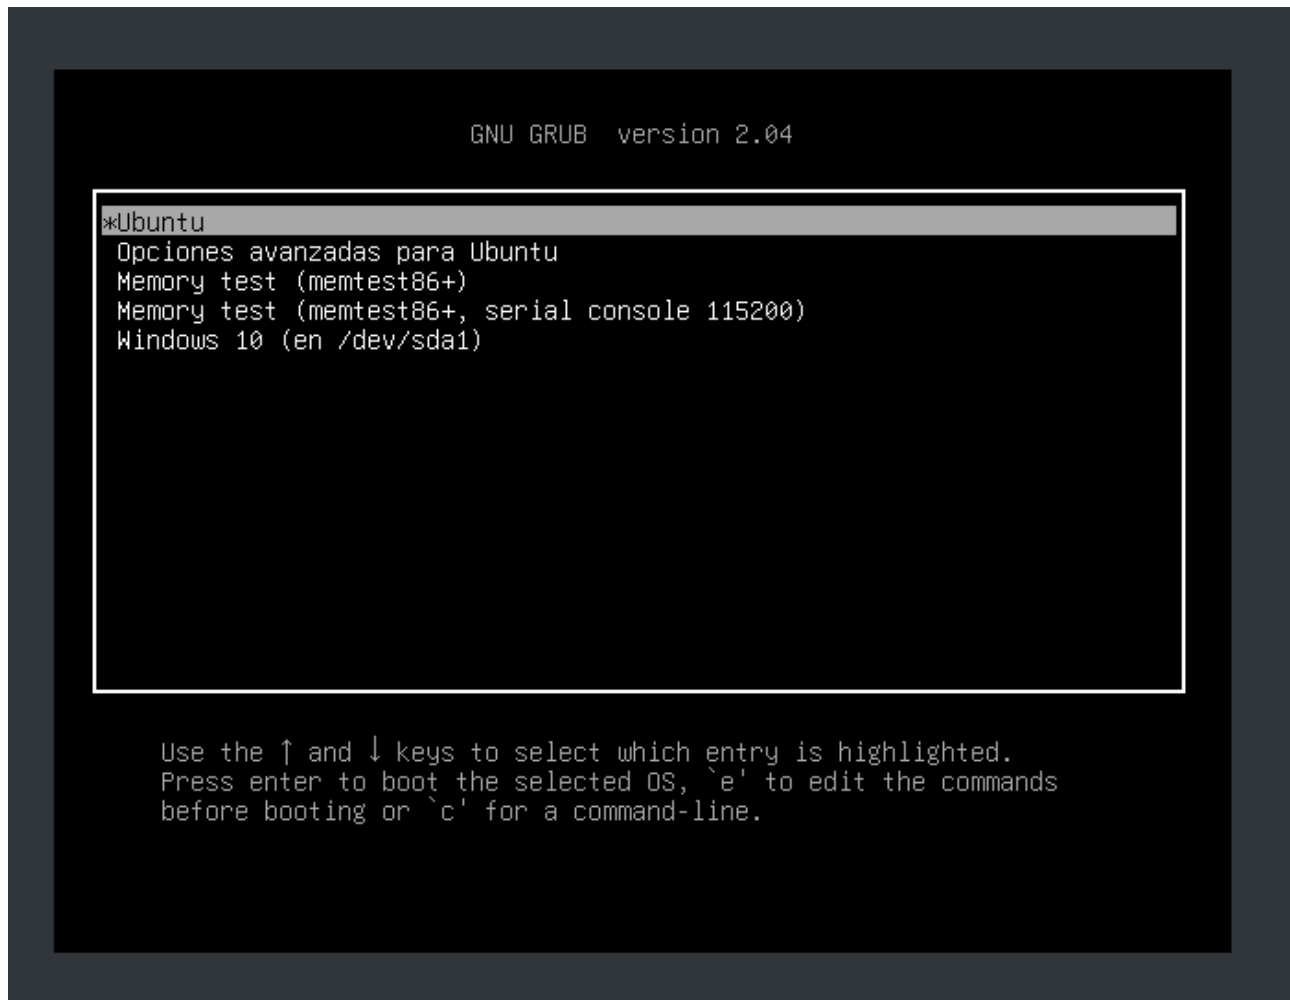 GNU GRUB  version 2.04
*Ubuntu
Opciones avanzadas para Ubuntu
Memory test (memtest86+)
Memory test (memtest86+, serial console 115200)
Windows 10 (en /dev/sda1)
Use the ↑ and ↓ keys to select which entry is highlighted.
Press enter to boot the selected OS, `e' to edit the commands
before booting or `c' for a command-line.